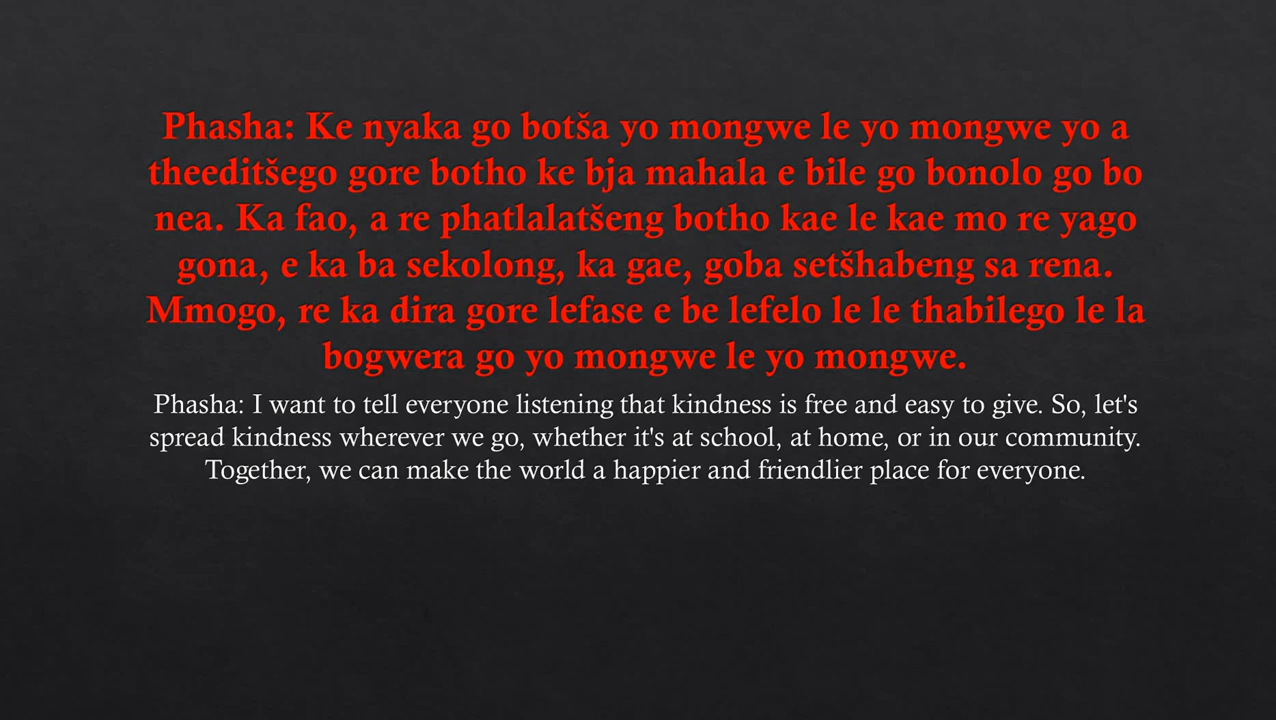 Phasha: Ke nyaka go botša yo mongwe le yo mongwe yo a
theeditšego gore botho ke bja mahala e bile go bonolo go bo
nea. Ka fao, a re phatlalatšeng botho kae le kae mo re yago
gona, e ka ba sekolong, ka gae, goba setšhabeng sa rena.
Mmogo, re ka dira gore lefase e be lefelo le le thabilego le la
bogwera go yo mongwe le yo mongwe.
Phasha: I want to tell everyone listening that kindness is free and easy to give. So, let's
spread kindness wherever we go, whether it's at school, at home, or in our community.
Together, we can make the world a happier and friendlier place for everyone.